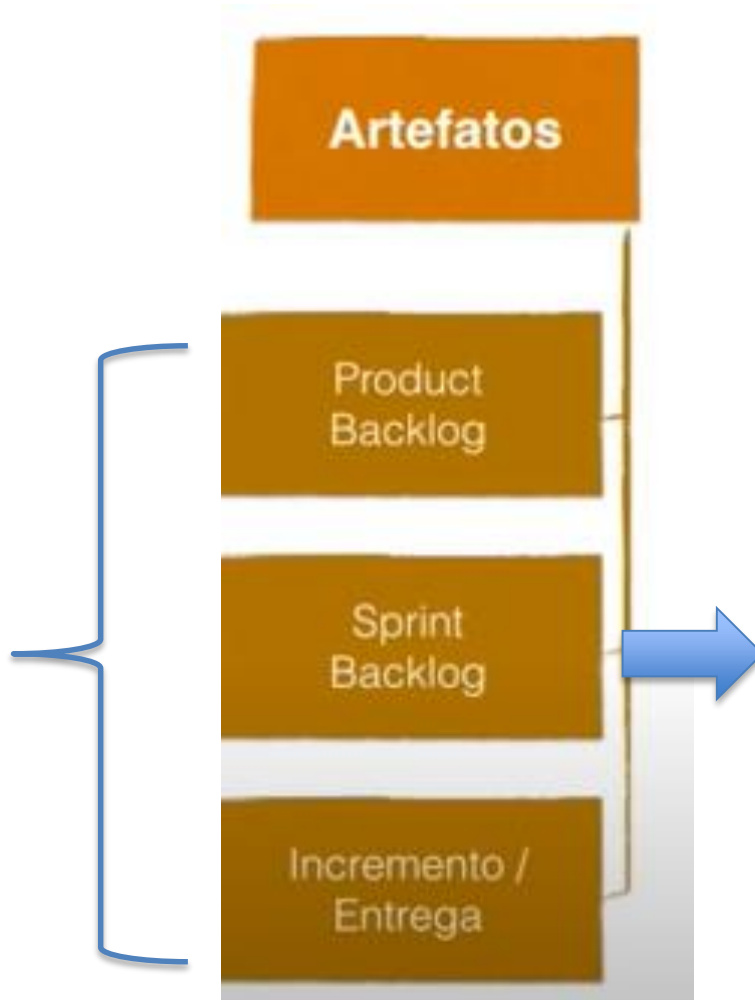 Artefatos
Product
Backlog
Sprint
Backlog
Incremento /
Entrega